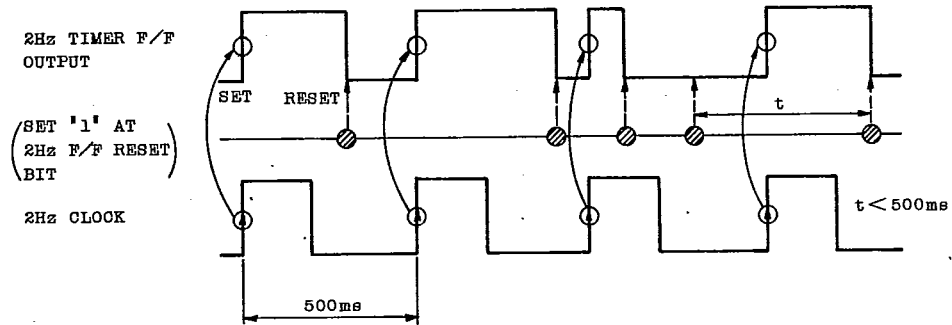 2Hz TIMER F/F
OUTPUT
SET
RESET
t
SET "1" AT
2Hz F/F RESET
BIT
2Hz CLOCK
t<500ms
500ms